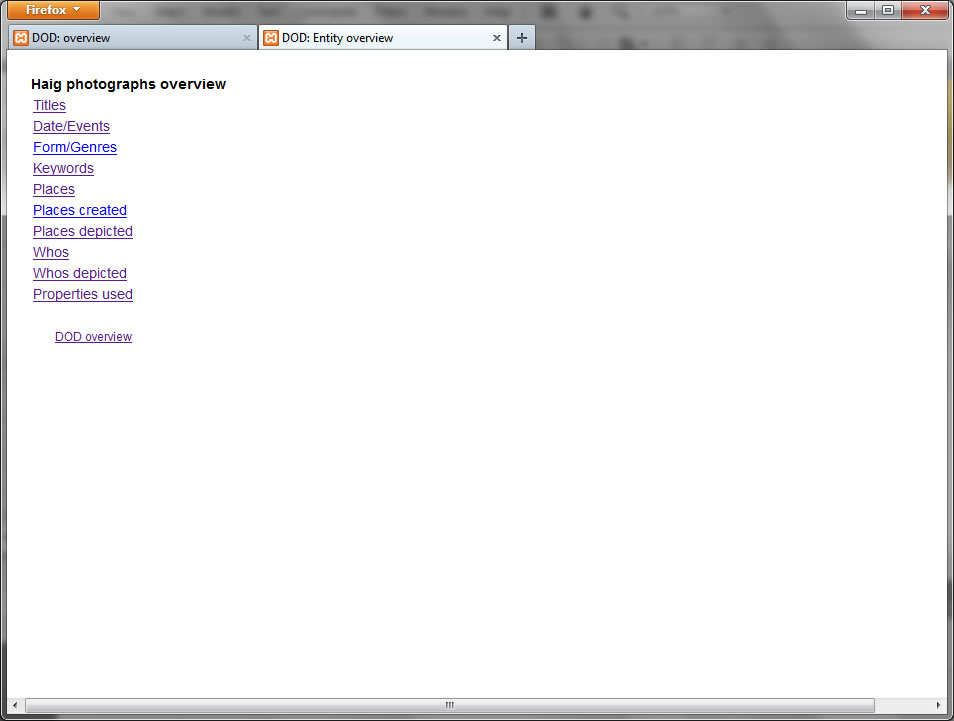 Firefox
DOD: overview
DOD: Entity overview
Haig photographs overview
Titles
Date/Events
Form/Genres
Keywords
Places
Places created
Places depicted
Whos
Whos depicted
Properties used
DOD overview